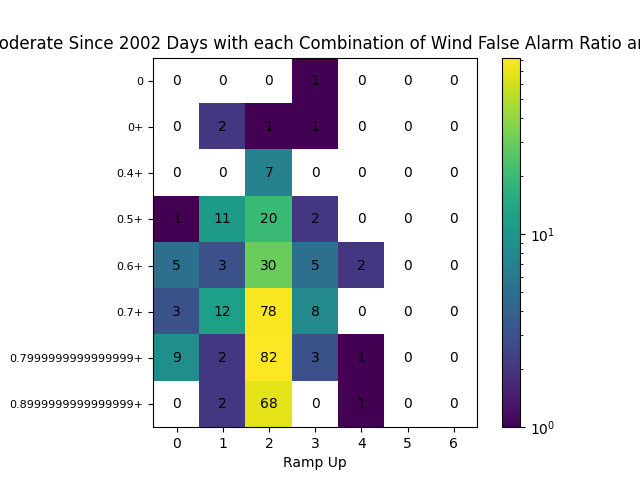 oderate Since 2002 Days with each Combination of Wind False Alarm Ratio a
0 0 0 0 1 0 0 0
0+ 0 2 1 1 0 0 0
0.4+ 0 0 7 0 0 0 0
0.5+ 1 11 20 2 0 0 0
0.6+ 5 3 30 5 2 0 0
0.7+ 3 12 78 8 0 0 0
0.7999999999999999+ 9 2 82 3 1 0 0
0.8999999999999999+ 0 2 68 0 1 0 0
0 1 2 3 4 5 6
Ramp Up
10¹
10⁰